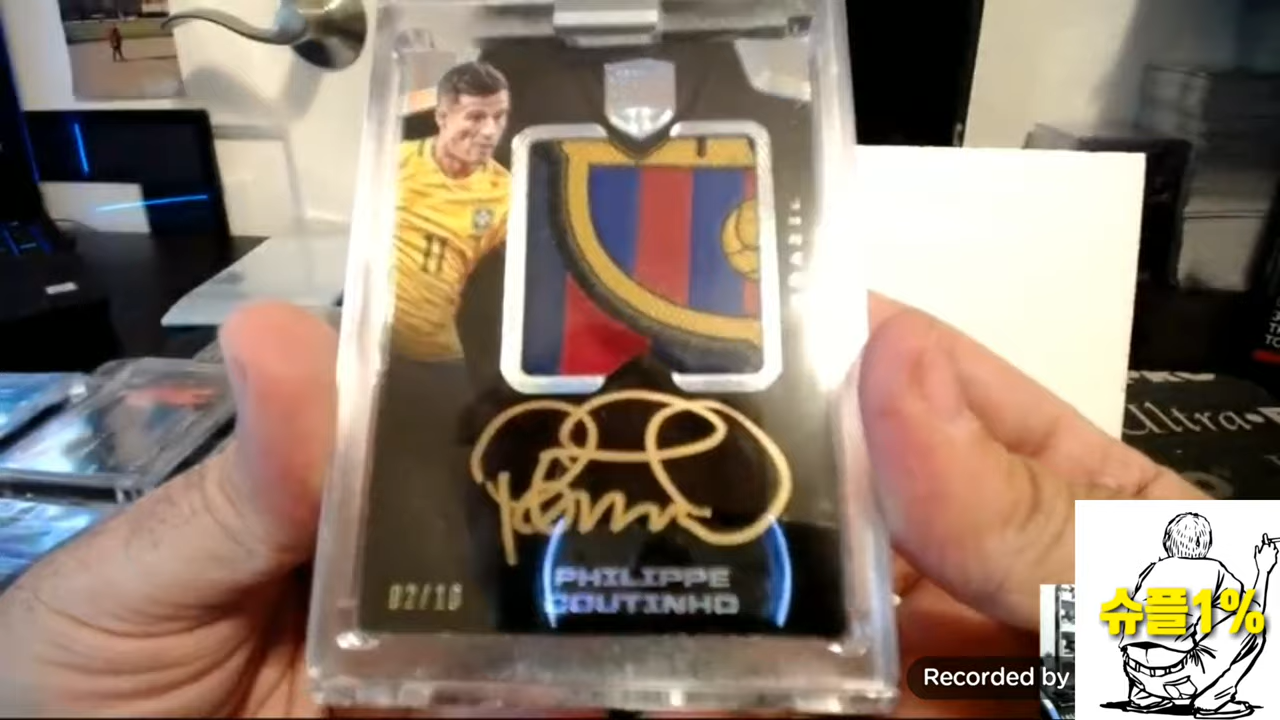 11
02/10
PHILIPPE
COUTINHO
Ultra
슈플1%
Recorded by